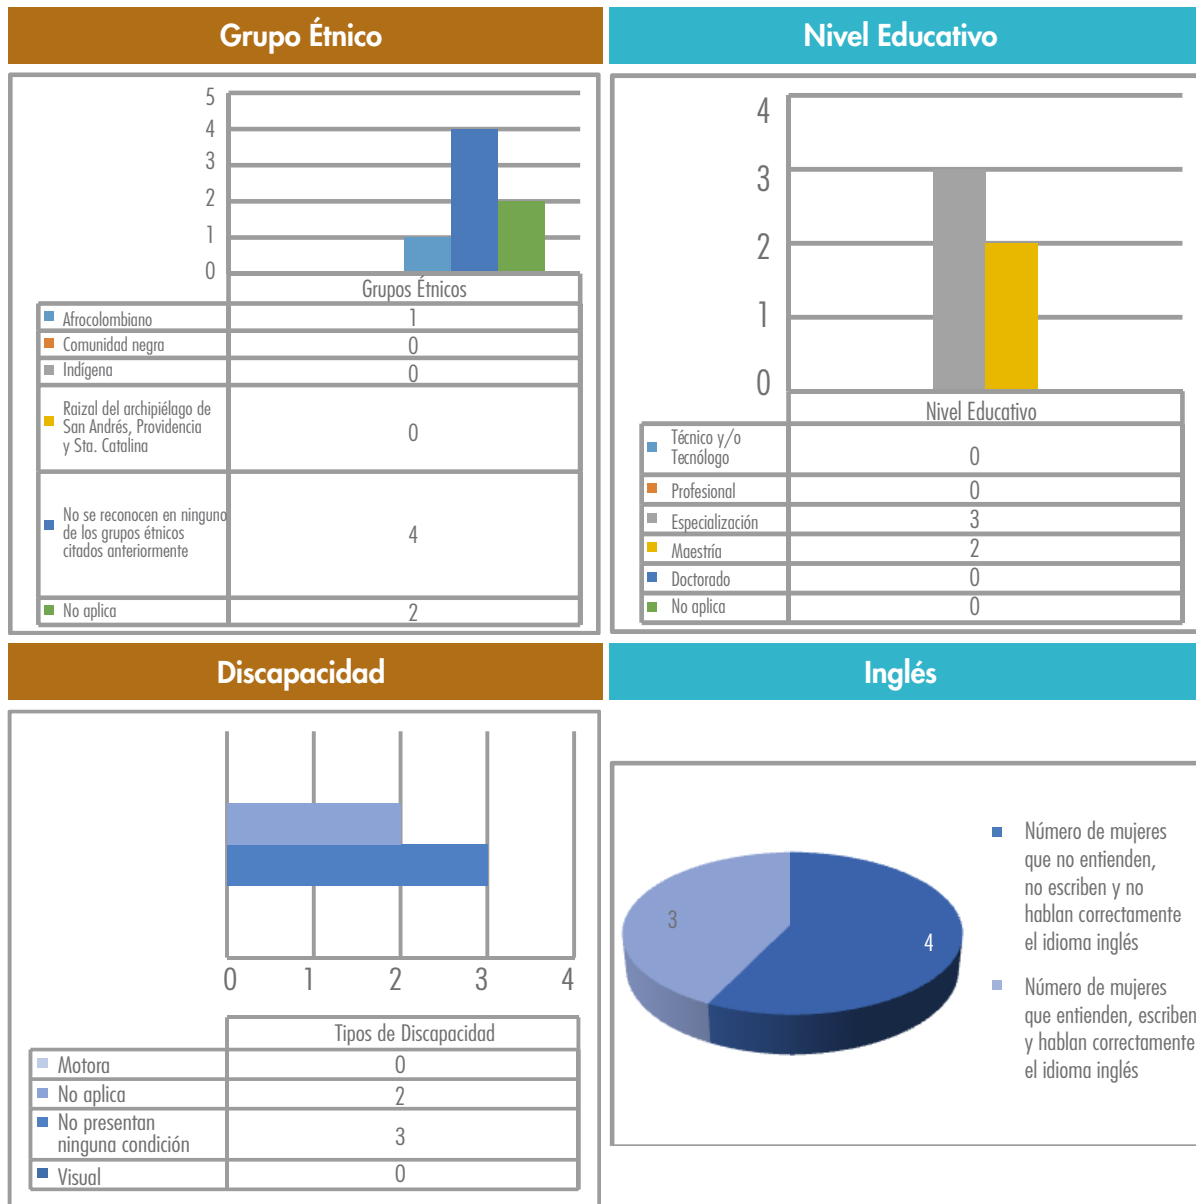 Grupo Étnico
5
4
3
2
1
0
Grupos Étnicos
Afrocolombiano 1
Comunidad negra 0
Indígena 0
Raizal del archipiélago de
San Andrés, Providencia
y Sta. Catalina
0
No se reconocen en ninguno
de los grupos étnicos
citados anteriormente
4
No aplica 2
Nivel Educativo
4
3
2
1
0
Nivel Educativo
Técnico y/o
Tecnólogo
0
Profesional 0
Especialización 3
Maestría 2
Doctorado 0
No aplica 0
Discapacidad
0 1 2 3 4
Tipos de Discapacidad
Motora 0
No aplica 2
No presentan
ninguna condición
3
Visual 0
Inglés
3
4
Número de mujeres
que no entienden,
no escriben y no
hablan correctamente
el idioma inglés
Número de mujeres
que entienden, escriben
y hablan correctamente
el idioma inglés